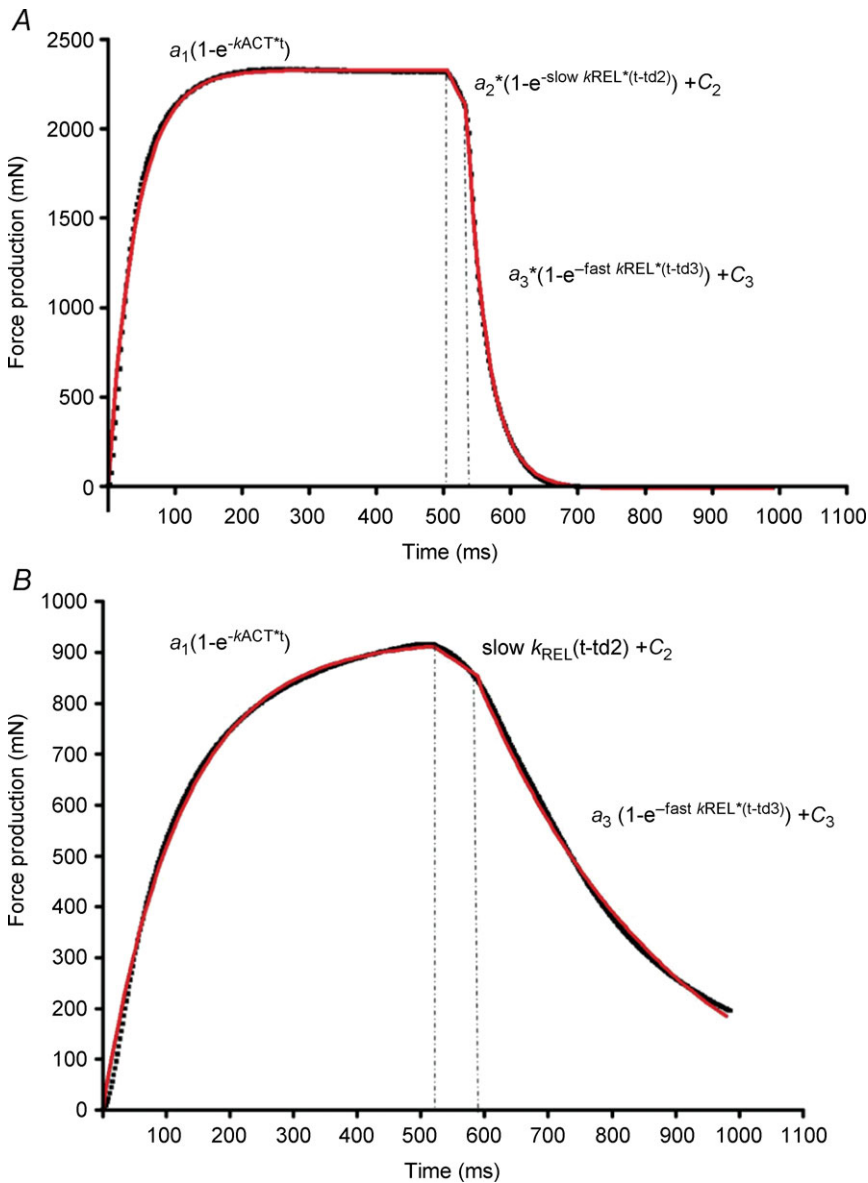 A
2500
2000
1500
1000
500
0
Force production (mN)
a₁(1-e^-kACT*t)
a₂*(1-e^-slow kREL*(t-td2)) +C₂
a₃*(1-e^–fast kREL*(t-td3)) +C₃
100 200 300 400 500 600 700 800 900 1000 1100
Time (ms)
B
1000
900
800
700
600
500
400
300
200
100
0
Force production (mN)
a₁(1-e^-kACT*t)
slow k_REL(t-td2) +C₂
a₃ (1-e^–fast kREL*(t-td3)) +C₃
100 200 300 400 500 600 700 800 900 1000 1100
Time (ms)